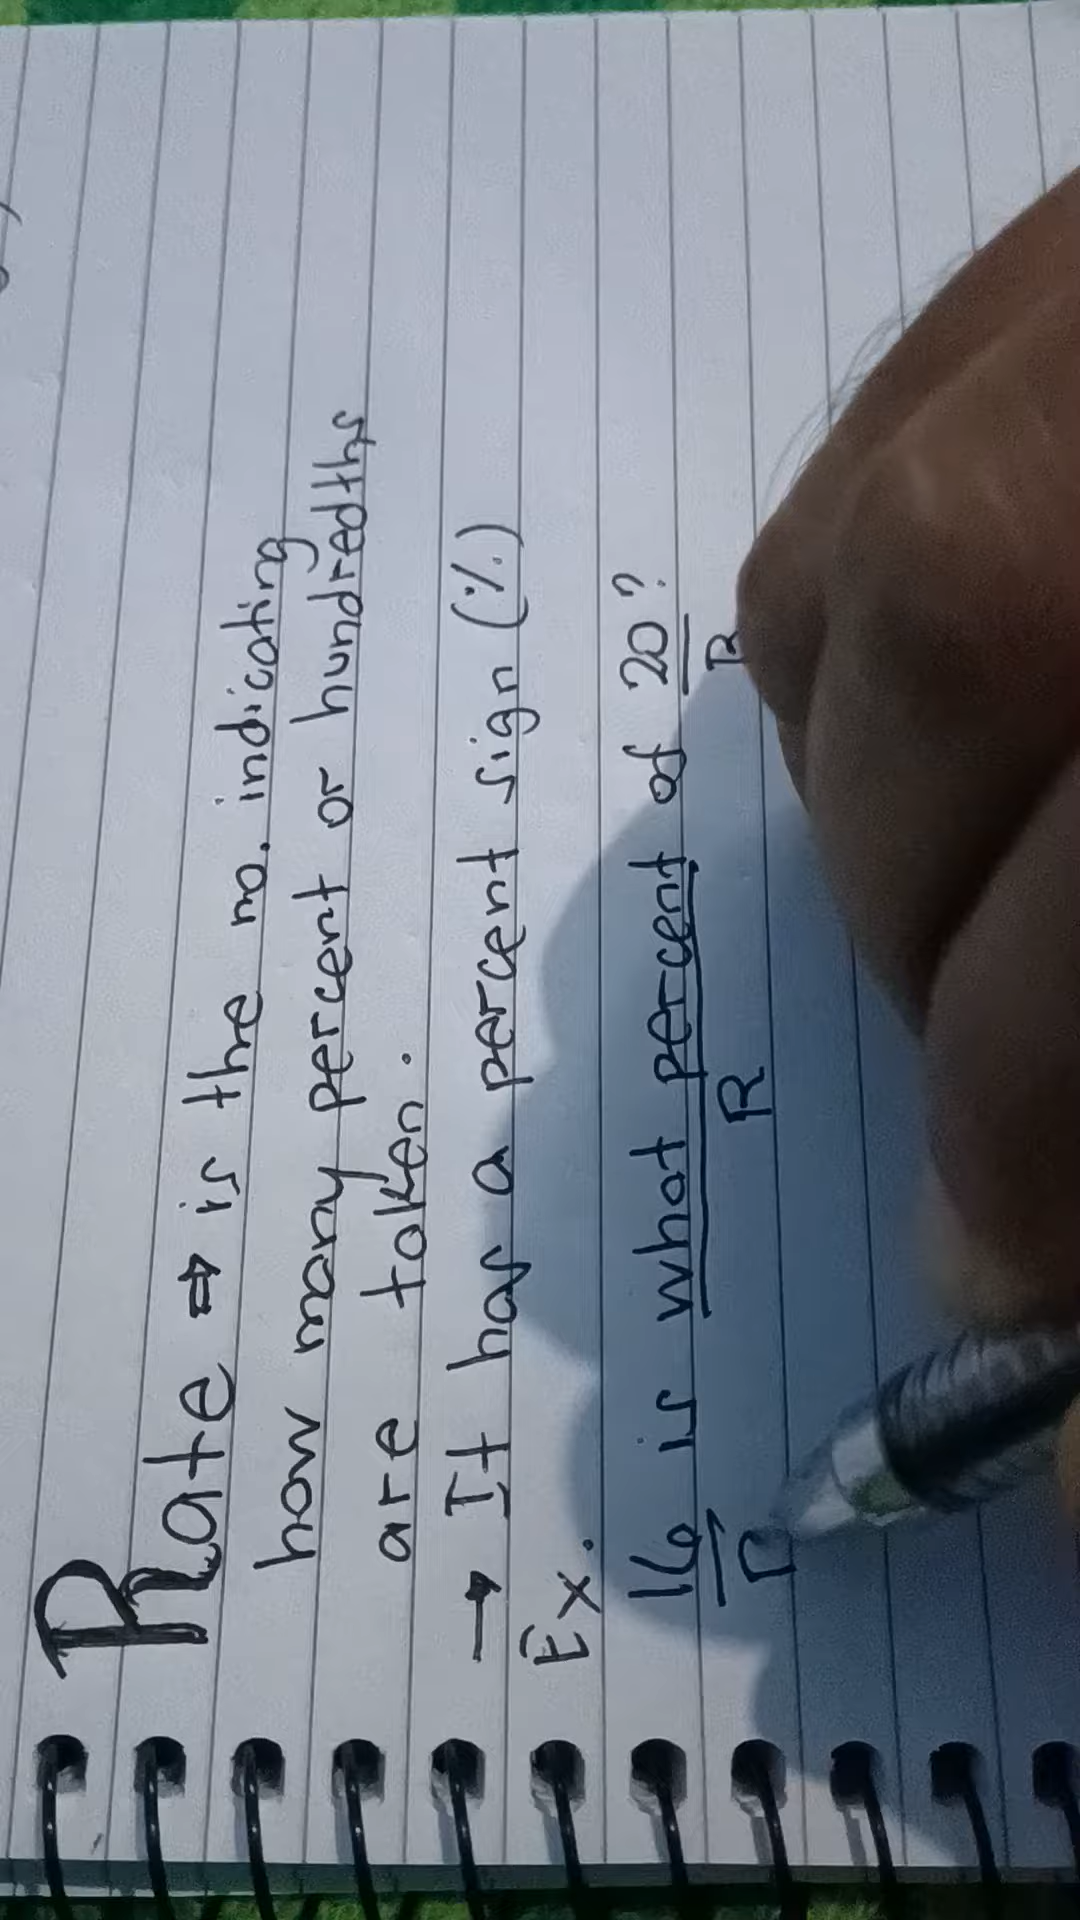 Rate ⇒ is the no. indicating
how many percent or hundredths
are taken.
→ It has a percent sign (%)
Ex.
16 is what percent of 20?
R